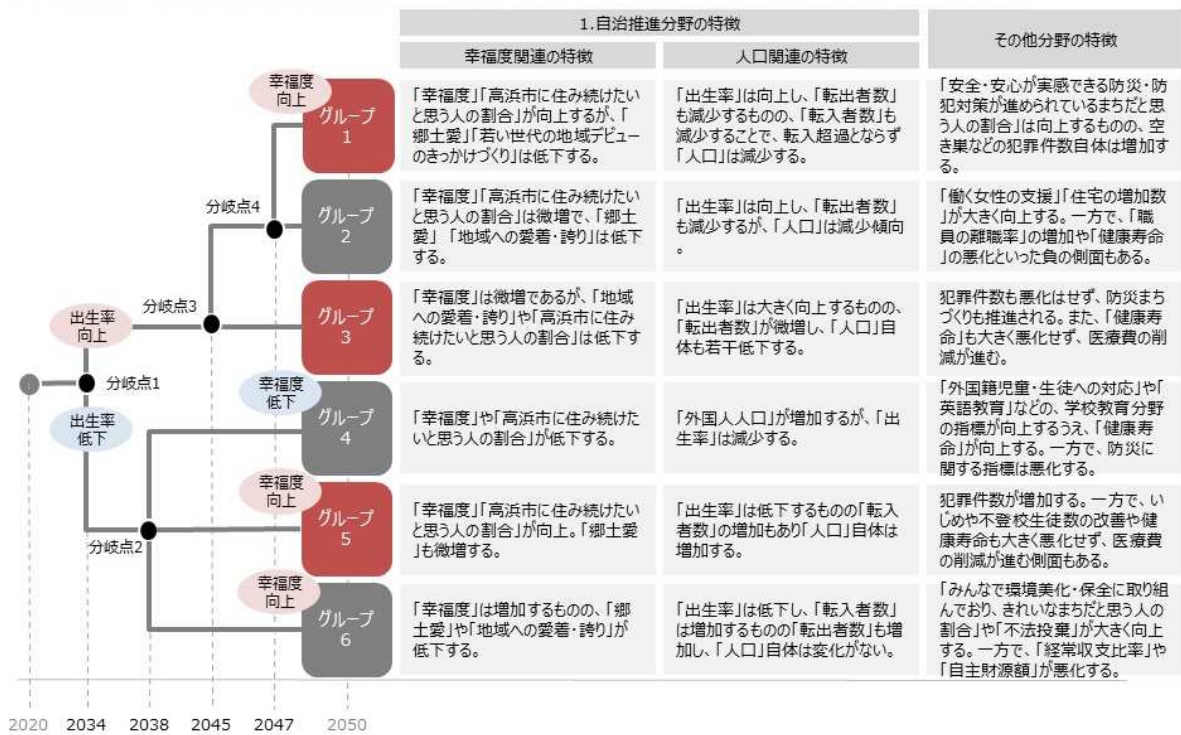 1.自治推進分野の特徴
その他分野の特徴
幸福度関連の特徴
人口関連の特徴
幸福度
向上
グループ
1
「幸福度」「高浜市に住み続けたい
と思う人の割合」が向上するが、「
郷土愛」「若い世代の地域デビュー
のきっかけづくり」は低下する。
「出生率」は向上し、「転出者数」
も減少するものの、「転入者数」も
減少することで、転入超過とならず
「人口」は減少する。
「安全・安心が実感できる防災・防
犯対策が進められているまちだと思
う人の割合」は向上するものの、空
き巣などの犯罪件数自体は増加す
る。
分岐点4
グループ
2
「幸福度」「高浜市に住み続けたい
と思う人の割合」は微増で、「郷土
愛」「地域への愛着・誇り」は低下
する。
「出生率」は向上し、「転出者数」
も減少するが、「人口」は減少傾向
。
「働く女性の支援」「住宅の増加数
」が大きく向上する。一方で、「職
員の離職率」の増加や「健康寿命」
の悪化といった負の側面もある。
出生率
向上
分岐点3
グループ
3
「幸福度」は微増であるが、「地域
への愛着・誇り」や「高浜市に住み
続けたいと思う人の割合」は低下す
る。
「出生率」は大きく向上するものの、
「転出者数」が微増し、「人口」自
体も若干低下する。
犯罪件数も悪化はせず、防災まち
づくりも推進される。また、「健康寿
命」も大きく悪化せず、医療費の削
減が進む。
分岐点1
出生率
低下
幸福度
低下
グループ
4
「幸福度」や「高浜市に住み続けた
いと思う人の割合」が低下する。
「外国人人口」が増加するが、「出
生率」は減少する。
「外国籍児童・生徒への対応」や「
英語教育」などの、学校教育分野
の指標が向上するうえ、「健康寿
命」が向上する。一方で、防災に
関する指標は悪化する。
分岐点2
幸福度
向上
グループ
5
「幸福度」「高浜市に住み続けたい
と思う人の割合」が向上。「郷土愛
」も微増する。
「出生率」は低下するものの「転入
者数」の増加もあり「人口」自体は
増加する。
犯罪件数が増加する。一方で、い
じめや不登校生徒数の改善や健
康寿命も大きく悪化せず、医療費
の削減が進む側面もある。
幸福度
向上
グループ
6
「幸福度」は増加するものの、「郷
土愛」や「地域への愛着・誇り」が
低下する。
「出生率」は低下し、「転入者数」
は増加するものの「転出者数」も増
加し、「人口」自体は変化がない。
「みんなで環境美化・保全に取り組
んでおり、きれいなまちだと思う人の
割合」や「不法投棄」が大きく向上
する。一方で、「経常収支比率」や
「自主財源額」が悪化する。
2020 2034 2038 2045 2047 2050